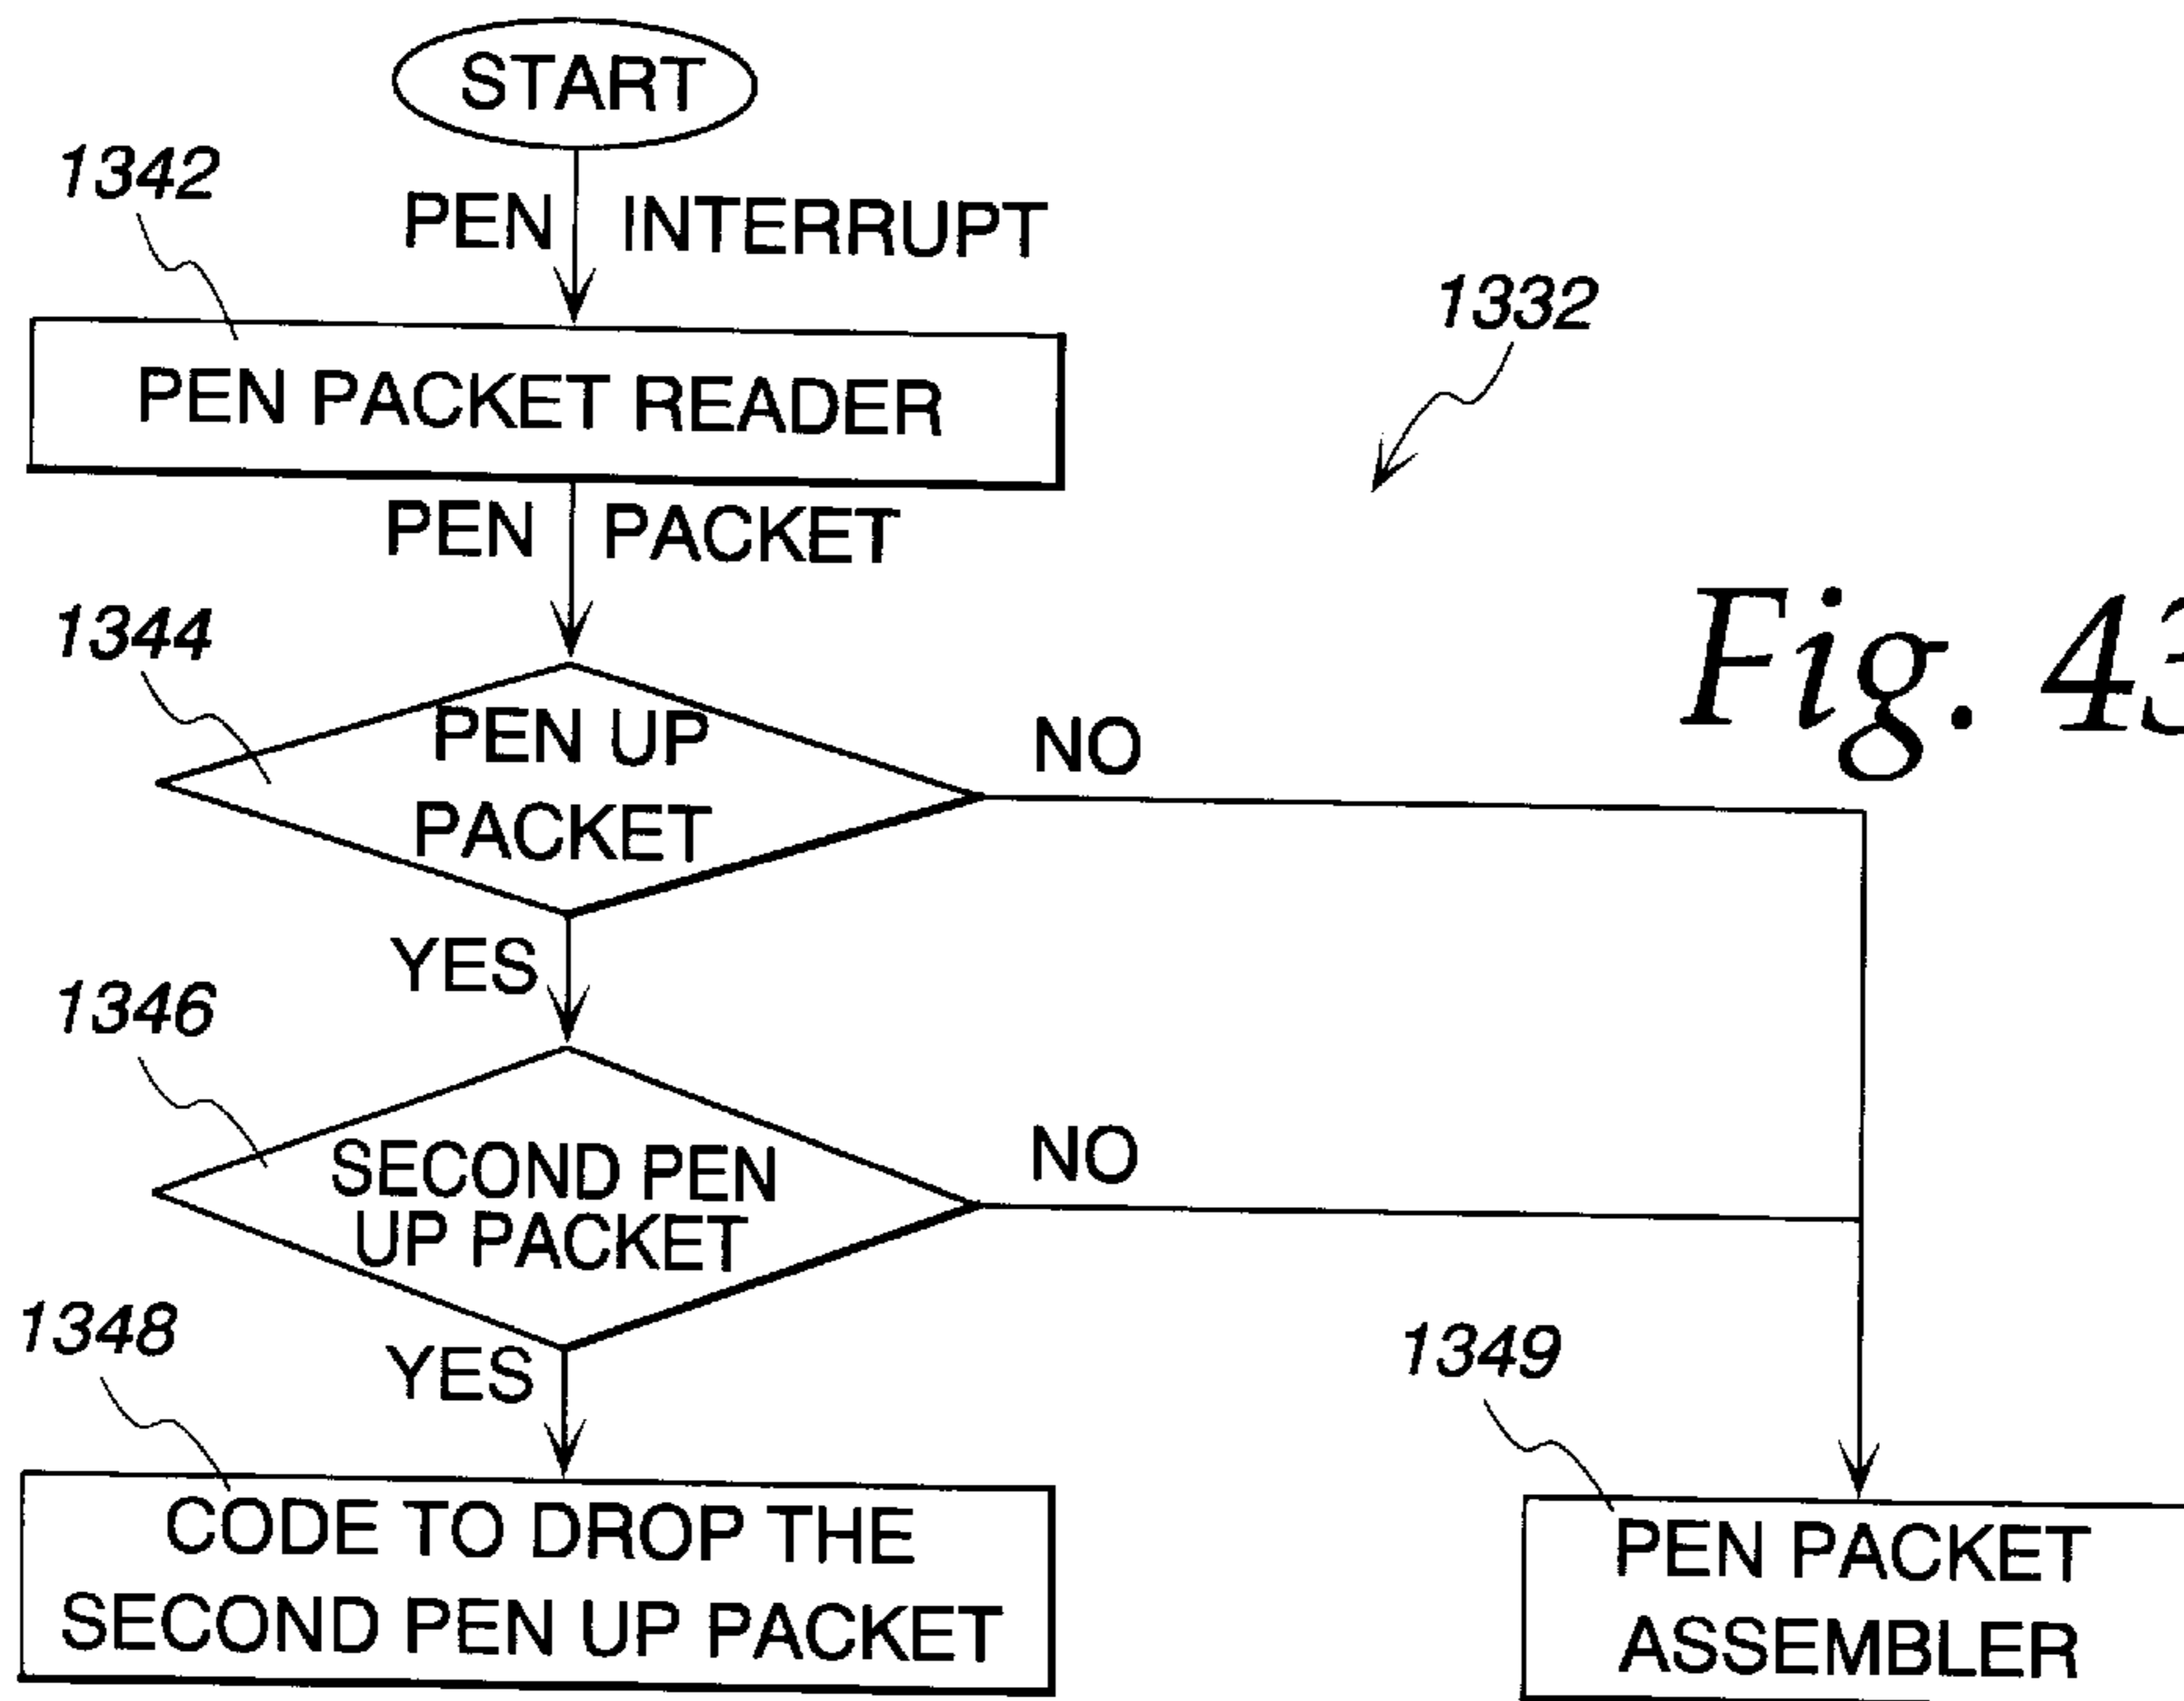 START
1342
PEN INTERRUPT
1332
PEN PACKET READER
PEN PACKET
1344
Fig. 43
PEN UP
PACKET
NO
YES
1346
SECOND PEN
UP PACKET
NO
1348
YES
1349
CODE TO DROP THE
SECOND PEN UP PACKET
PEN PACKET
ASSEMBLER